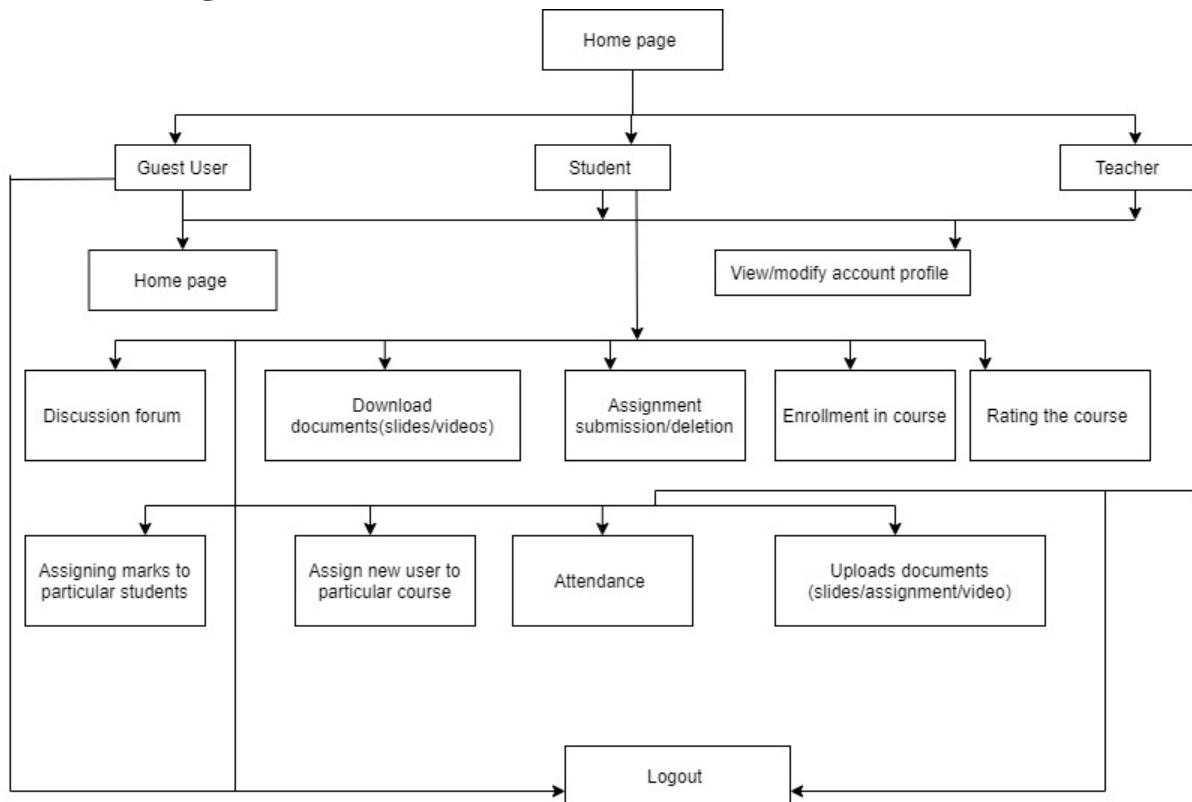 Home page
Guest User
Student
Teacher
Home page
View/modify account profile
Discussion forum
Download
documents(slides/videos)
Assignment
submission/deletion
Enrollment in course
Rating the course
Assigning marks to
particular students
Assign new user to
particular course
Attendance
Uploads documents
(slides/assignment/video)
Logout